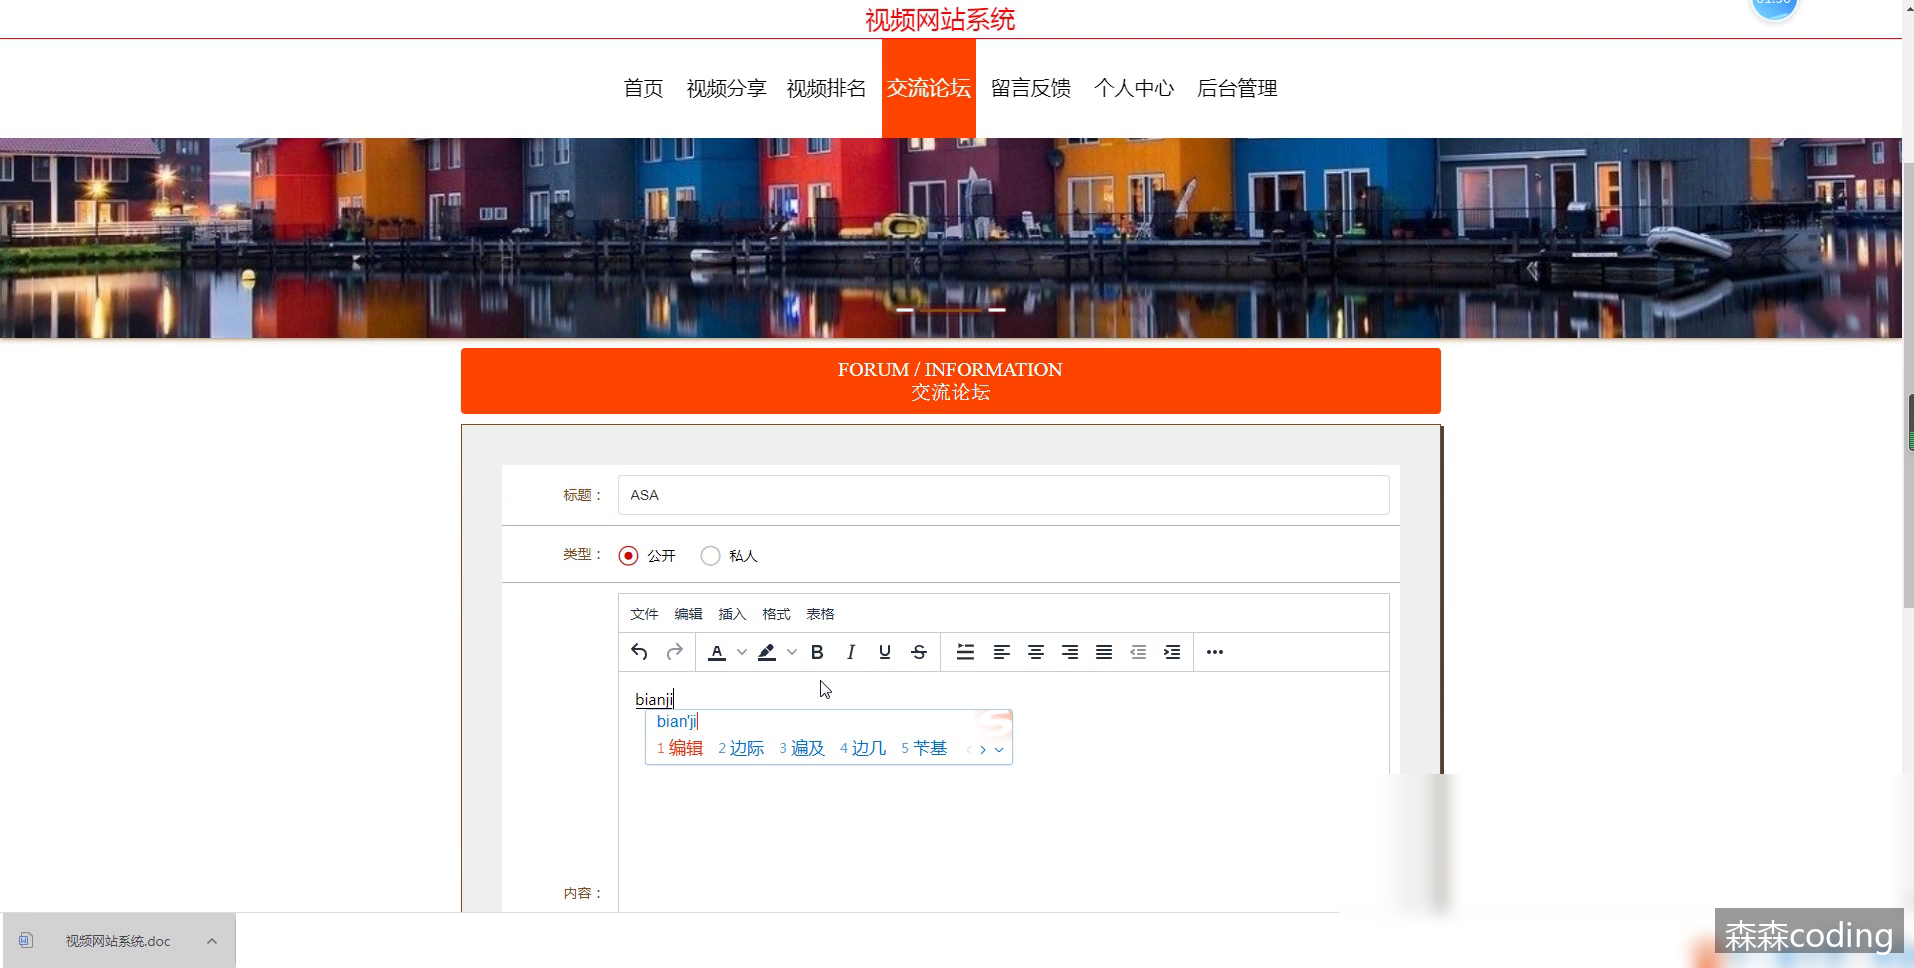 视频网站系统
首页 视频分享 视频排名 交流论坛 留言反馈 个人中心 后台管理
FORUM / INFORMATION
交流论坛
标题： ASA
类型： 公开 私人
文件 编辑 插入 格式 表格
bianji
bian'ji
1 编辑 2 边际 3 遍及 4 边几 5 苄基
内容：
视频网站系统.doc
森森coding